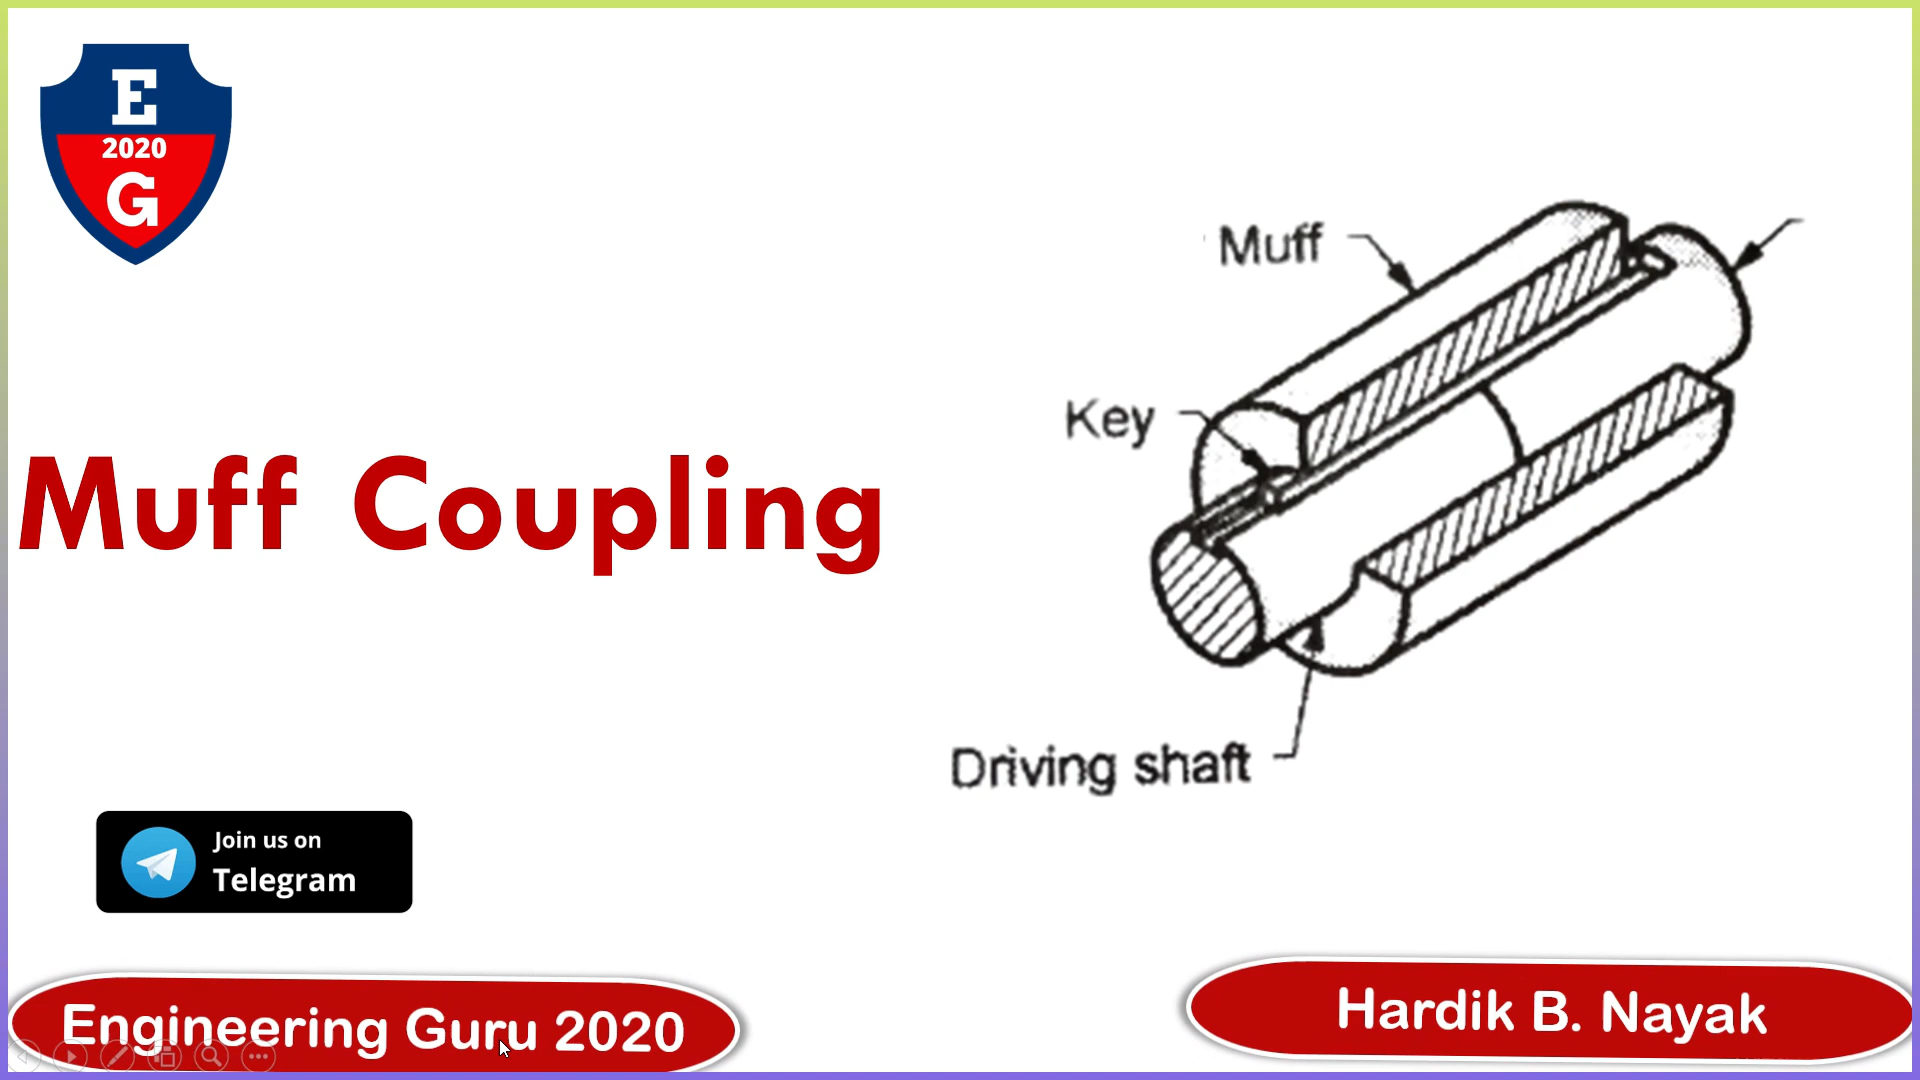 E
2020
G
Muff
Key
Muff Coupling
Driving shaft
Join us on
Telegram
Engineering Guru 2020
Hardik B. Nayak